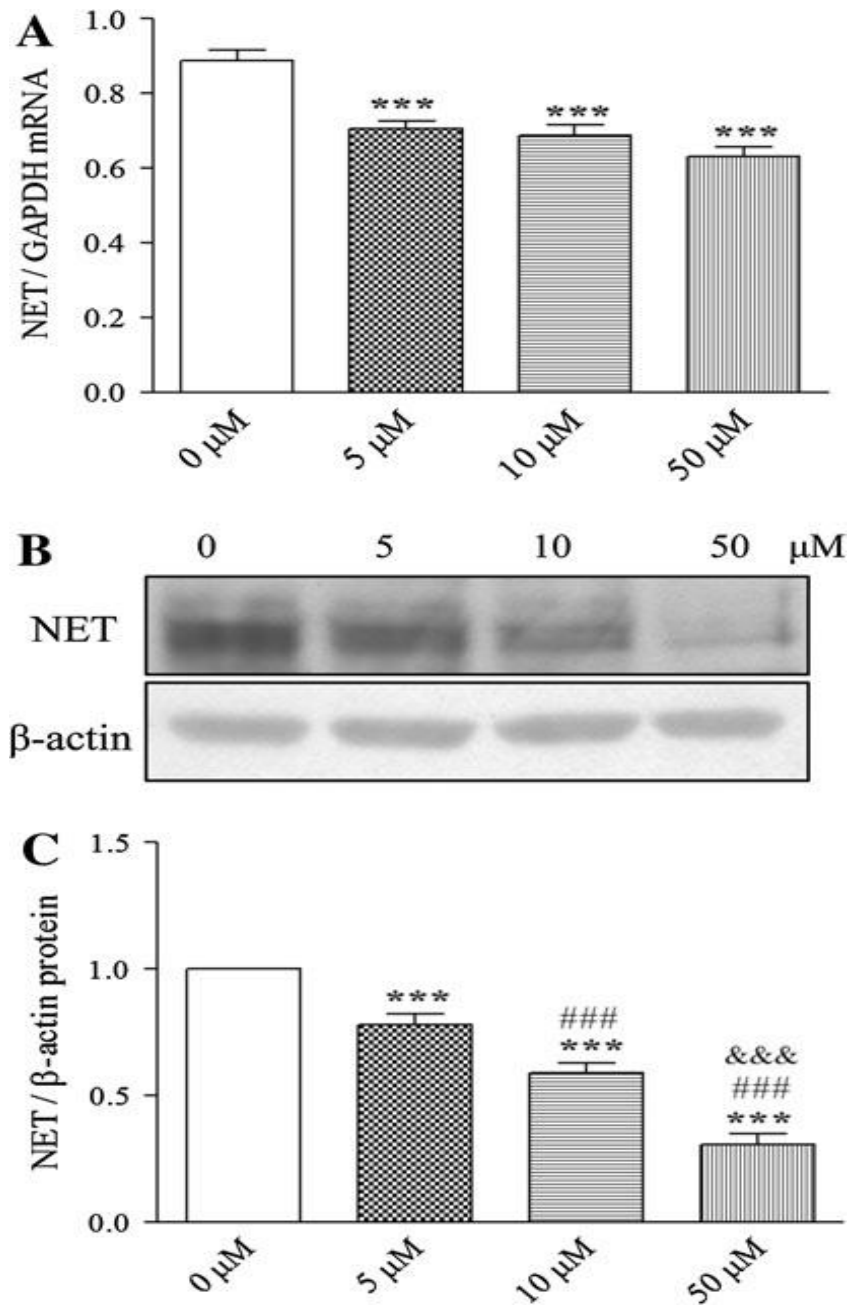 A
NET / GAPDH mRNA
1.0
0.8
0.6
0.4
0.2
0.0
***
***
***
0 µM
5 µM
10 µM
50 µM
B
0 5 10 50 µM
NET
β-actin
C
NET / β-actin protein
1.5
1.0
0.5
0.0
***
###
***
&&&
###
***
0 µM
5 µM
10 µM
50 µM